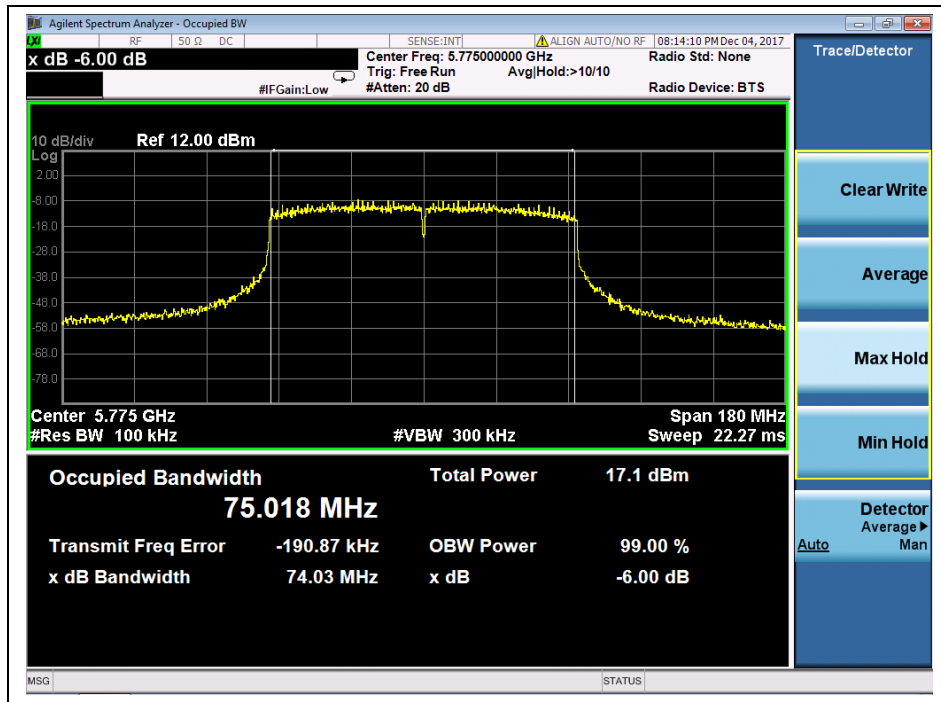 Agilent Spectrum Analyzer - Occupied BW
LXI RF 50 Ω DC SENSE:INT ALIGN AUTO/NO RF 08:14:10 PM Dec 04, 2017
x dB -6.00 dB
Center Freq: 5.775000000 GHz Radio Std: None
Trig: Free Run Avg|Hold:>10/10
#IFGain:Low #Atten: 20 dB Radio Device: BTS
Trace/Detector
10 dB/div Ref 12.00 dBm
Log
2.00
-8.00
-18.0
-28.0
-38.0
-48.0
-58.0
-68.0
-78.0
Center 5.775 GHz Span 180 MHz
#Res BW 100 kHz #VBW 300 kHz Sweep 22.27 ms
Occupied Bandwidth Total Power 17.1 dBm
75.018 MHz
Transmit Freq Error -190.87 kHz OBW Power 99.00 %
x dB Bandwidth 74.03 MHz x dB -6.00 dB
Clear Write
Average
Max Hold
Min Hold
Detector
Average▶
Auto Man
MSG STATUS